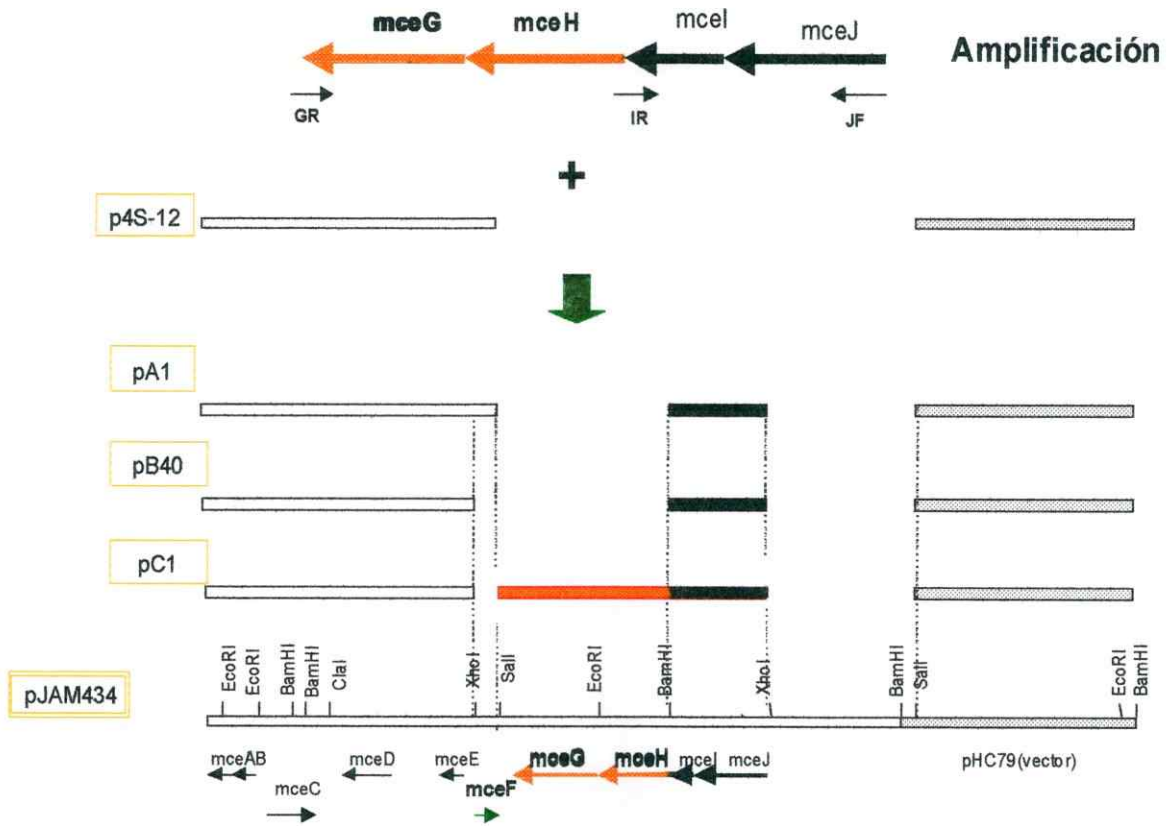 mceG
mceH
mceI
mceJ
Amplificación
GR
IR
JF
+
p4S-12
pA1
pB40
pC1
pJAM434
EcoRI
EcoRI
BamHI
BamHI
ClaI
XhoI
SalI
EcoRI
BamHI
XhoI
BamHI
SalI
EcoRI
BamHI
mceAB
mceC
mceD
mceE
mceF
mceG
mceH
mceI
mceJ
pHC79(vector)